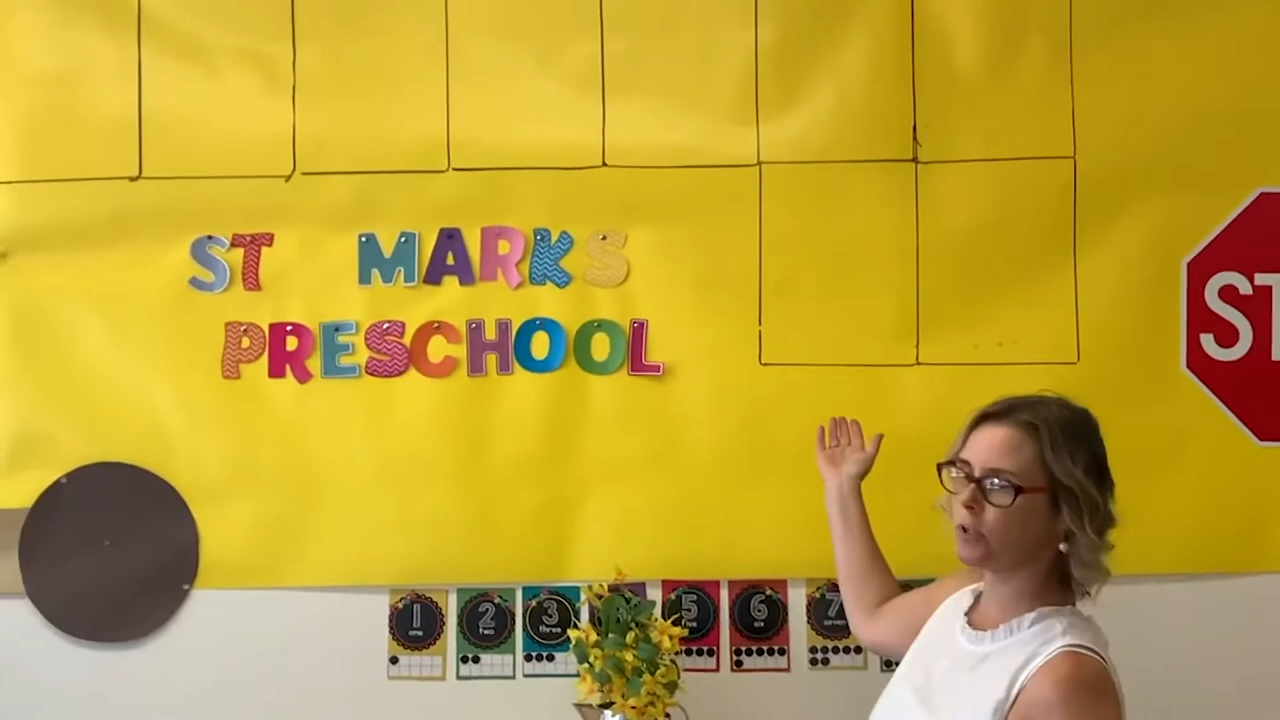 ST MARKS
PRESCHOOL
ST
1
one
2
two
3
three
5
five
6
six
7
seven